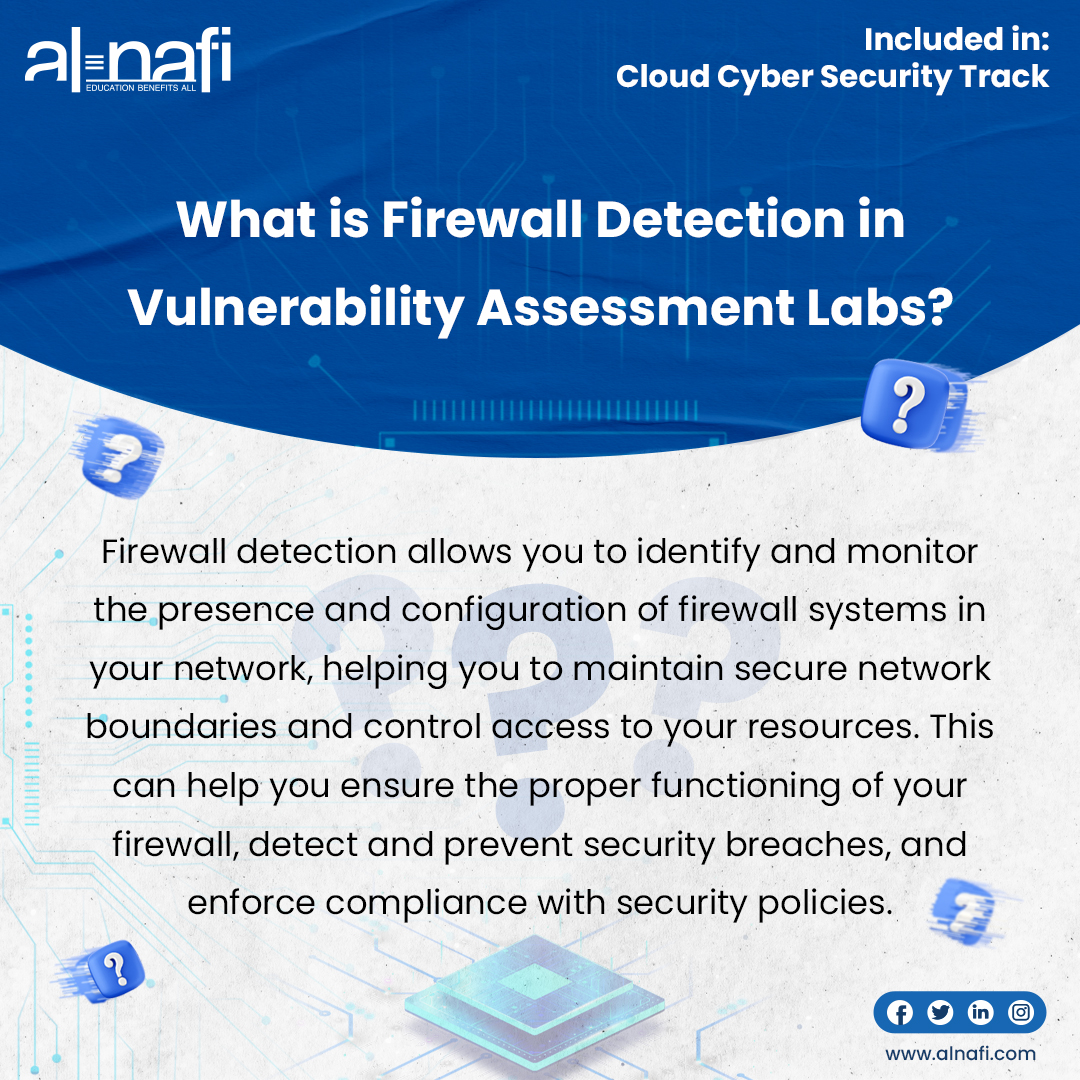 al-nafi
EDUCATION BENEFITS ALL
Included in:
Cloud Cyber Security Track
What is Firewall Detection in
Vulnerability Assessment Labs?
Firewall detection allows you to identify and monitor
the presence and configuration of firewall systems in
your network, helping you to maintain secure network
boundaries and control access to your resources. This
can help you ensure the proper functioning of your
firewall, detect and prevent security breaches, and
enforce compliance with security policies.
www.alnafi.com